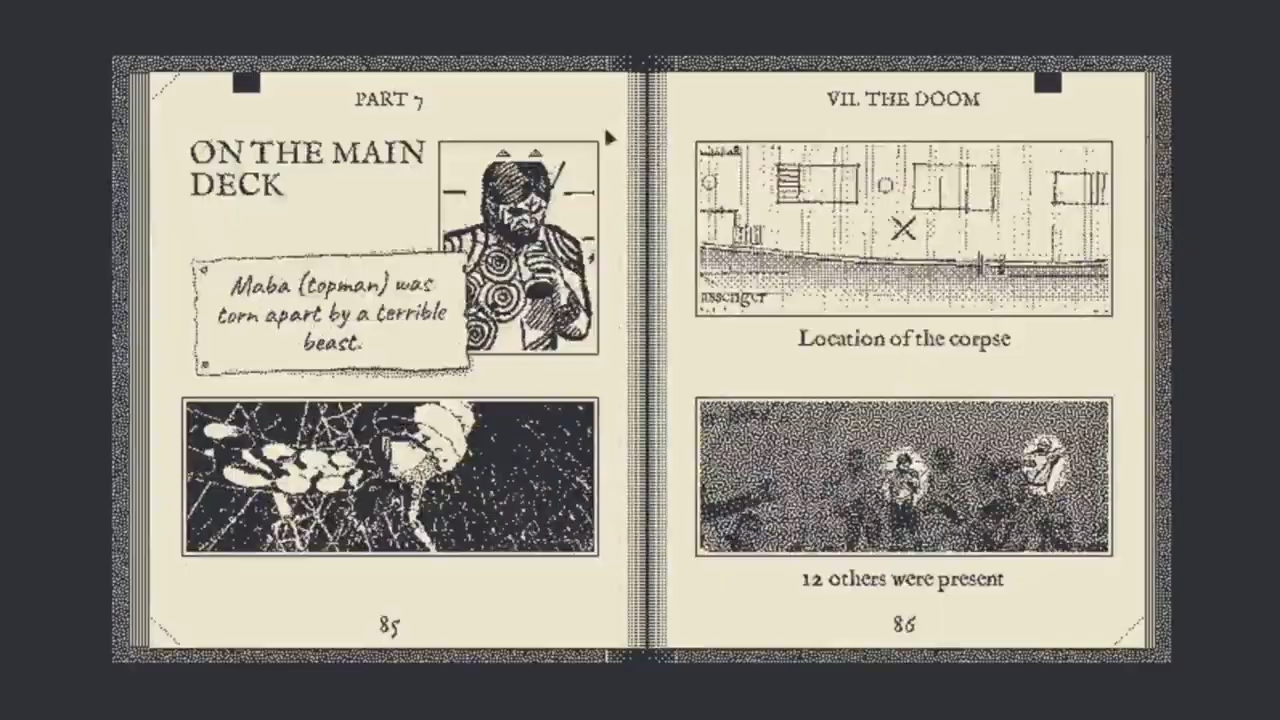 PART 7
ON THE MAIN
DECK
Maba (topman) was
torn apart by a terrible
beast.
85
VII. THE DOOM
assenger
Location of the corpse
12 others were present
86